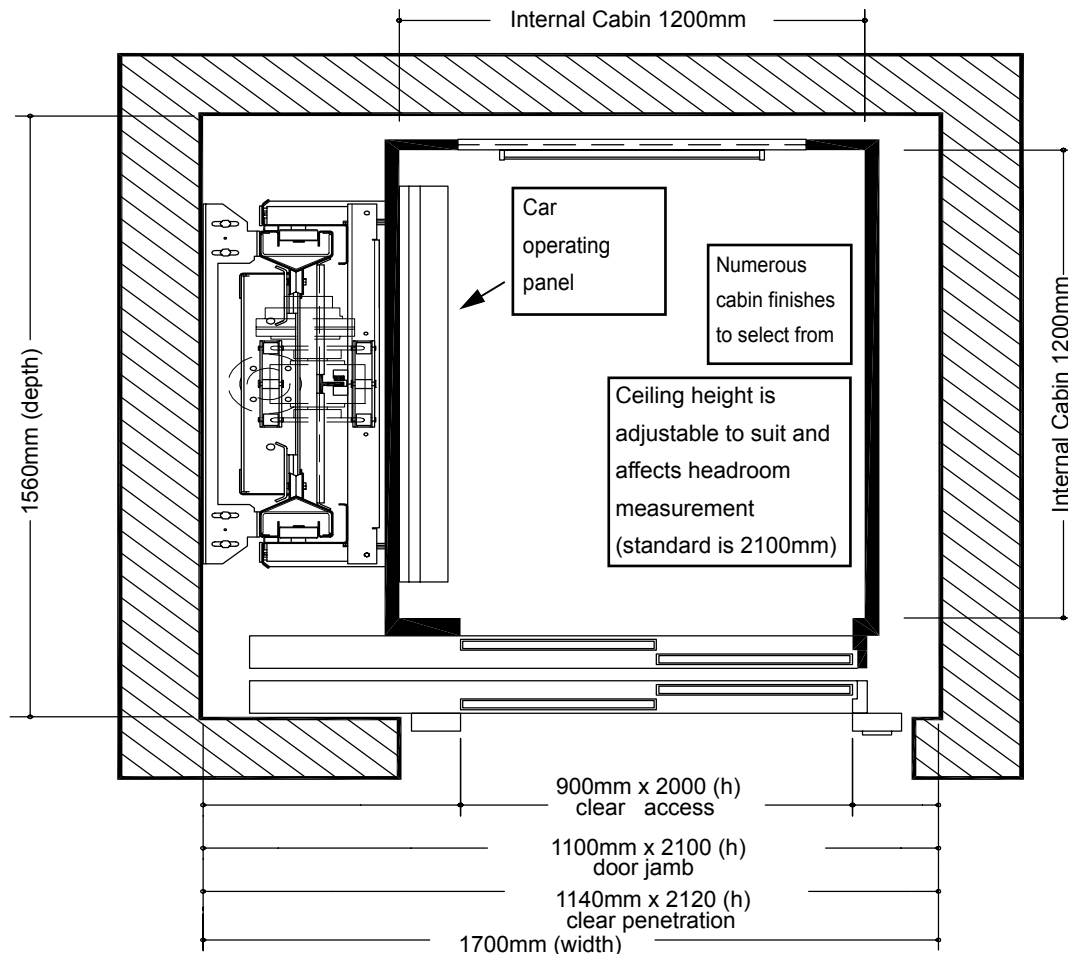 Internal Cabin 1200mm
Car
operating
panel
Numerous
cabin finishes
to select from
Ceiling height is
adjustable to suit and
affects headroom
measurement
(standard is 2100mm)
1560mm (depth)
Internal Cabin 1200mm
900mm x 2000 (h)
clear access
1100mm x 2100 (h)
door jamb
1140mm x 2120 (h)
clear penetration
1700mm (width)